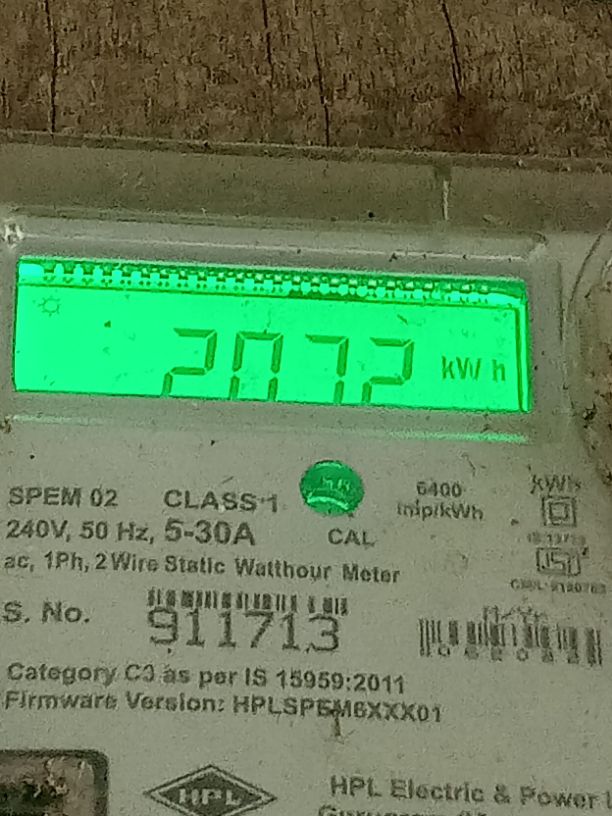 2072 kWh
SPEM 02 CLASS 1
6400
imp/kWh
240V, 50 Hz, 5-30A
CAL
ac, 1Ph, 2 Wire Static Watthour Meter
S. No.
911713
Category C3 as per IS 15959:2011
Firmware Version: HPLSPEM6XXX01
HPL
HPL Electric & Power